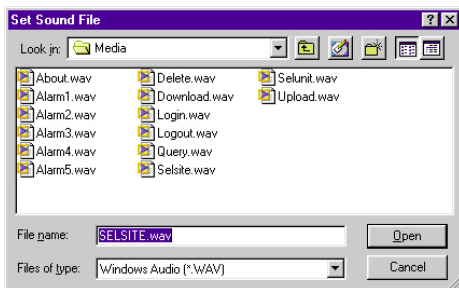 Set Sound File
Look in: Media
About.wav Delete.wav Selunit.wav
Alarm1.wav Download.wav Upload.wav
Alarm2.wav Login.wav
Alarm3.wav Logout.wav
Alarm4.wav Query.wav
Alarm5.wav Selsite.wav
File name: SELSITE.wav Open
Files of type: Windows Audio (*.WAV) Cancel